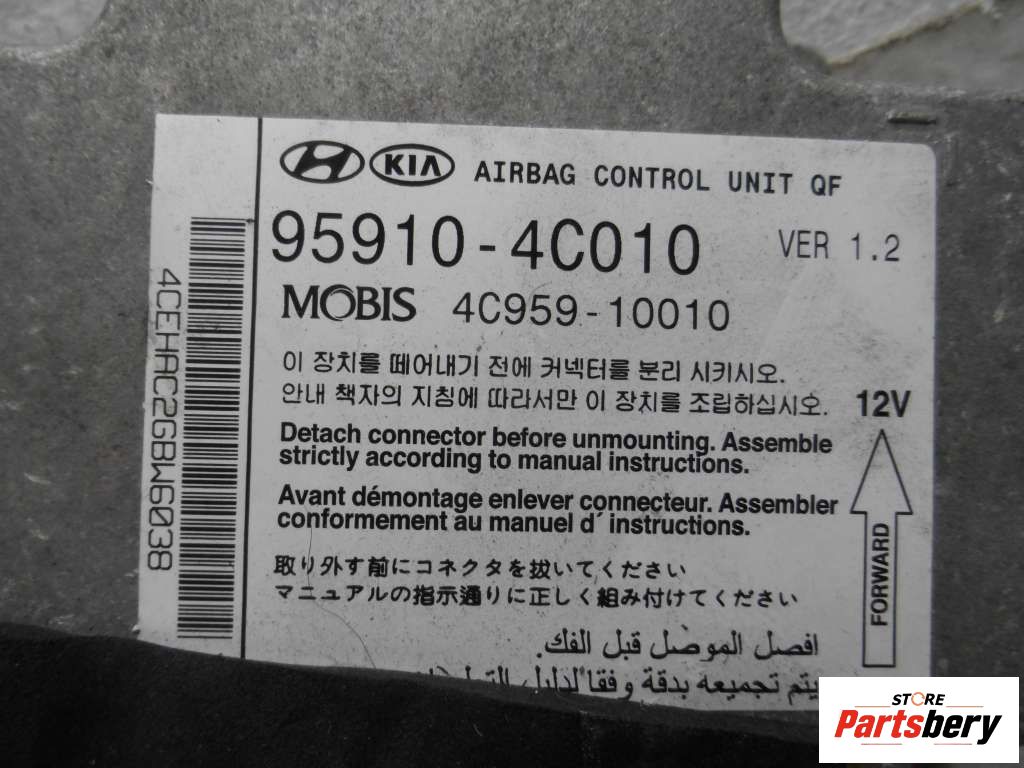 KIA AIRBAG CONTROL UNIT QF
95910-4C010 VER 1.2
MOBIS 4C959-10010
이 장치를 떼어내기 전에 커넥터를 분리 시키시오.
안내 책자의 지침에 따라서만 이 장치를 조립하십시오.
12V
Detach connector before unmounting. Assemble
strictly according to manual instructions.
Avant démontage enlever connecteur. Assembler
conformement au manuel d´ instructions.
FORWARD
取り外す前にコネクタを抜いてください
マニュアルの指示通りに正しく組み付けてください
افصل الموصل قبل الفك.
يتم تجميعه بدقة وفقا لدليل
4CEHAC2GBW6038
STORE
Partsbery